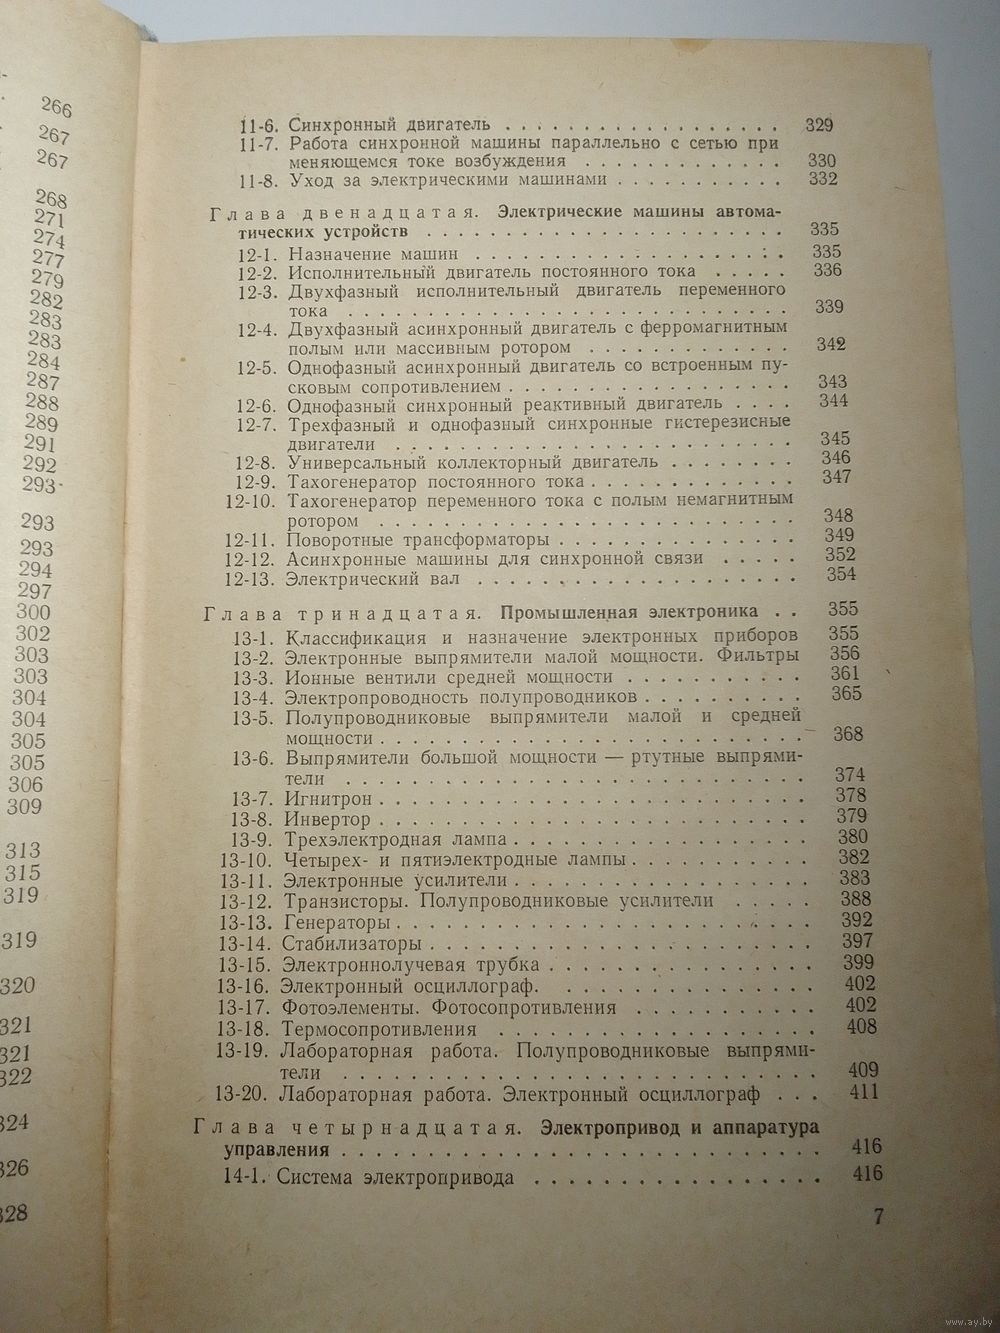 266
267
267
268
271
274
277
279
282
283
283
284
287
288
289
291
292
293
293
293
294
297
300
302
303
303
304
304
305
305
306
309
313
315
319
319
320
321
321
322
324
326
328
11-6. Синхронный двигатель . . . . . . . . . . . . . . . . 329
11-7. Работа синхронной машины параллельно с сетью при
меняющемся токе возбуждения . . . . . . . . . . . . 330
11-8. Уход за электрическими машинами . . . . . . . . . . 332
Глава двенадцатая. Электрические машины автома-
тических устройств . . . . . . . . . . . . . . . . . . . . . 335
12-1. Назначение машин . . . . . . . . . . . . . . . . . . 335
12-2. Исполнительный двигатель постоянного тока . . . . . 336
12-3. Двухфазный исполнительный двигатель переменного
тока . . . . . . . . . . . . . . . . . . . . . . . . . . 339
12-4. Двухфазный асинхронный двигатель с ферромагнитным
полым или массивным ротором . . . . . . . . . . . . 342
12-5. Однофазный асинхронный двигатель со встроенным пу-
сковым сопротивлением . . . . . . . . . . . . . . . . . 343
12-6. Однофазный синхронный реактивный двигатель . . . . 344
12-7. Трехфазный и однофазный синхронные гистерезисные
двигатели . . . . . . . . . . . . . . . . . . . . . . . 345
12-8. Универсальный коллекторный двигатель . . . . . . . . 346
12-9. Тахогенератор постоянного тока . . . . . . . . . . . . 347
12-10. Тахогенератор переменного тока с полым немагнитным
ротором . . . . . . . . . . . . . . . . . . . . . . . . 348
12-11. Поворотные трансформаторы . . . . . . . . . . . . . . 349
12-12. Асинхронные машины для синхронной связи . . . . . 352
12-13. Электрический вал . . . . . . . . . . . . . . . . . . . 354
Глава тринадцатая. Промышленная электроника . . 355
13-1. Классификация и назначение электронных приборов 355
13-2. Электронные выпрямители малой мощности. Фильтры 356
13-3. Ионные вентили средней мощности . . . . . . . . . . . 361
13-4. Электропроводность полупроводников . . . . . . . . . . 365
13-5. Полупроводниковые выпрямители малой и средней
мощности . . . . . . . . . . . . . . . . . . . . . . . . 368
13-6. Выпрямители большой мощности — ртутные выпрями-
тели . . . . . . . . . . . . . . . . . . . . . . . . . . 374
13-7. Игнитрон . . . . . . . . . . . . . . . . . . . . . . . . 378
13-8. Инвертор . . . . . . . . . . . . . . . . . . . . . . . . 379
13-9. Трехэлектродная лампа . . . . . . . . . . . . . . . . . 380
13-10. Четырех- и пятиэлектродные лампы . . . . . . . . . . 382
13-11. Электронные усилители . . . . . . . . . . . . . . . . . 383
13-12. Транзисторы. Полупроводниковые усилители . . . . . 388
13-13. Генераторы . . . . . . . . . . . . . . . . . . . . . . . 392
13-14. Стабилизаторы . . . . . . . . . . . . . . . . . . . . . 397
13-15. Электроннолучевая трубка . . . . . . . . . . . . . . . 399
13-16. Электронный осциллограф. . . . . . . . . . . . . . . . 402
13-17. Фотоэлементы. Фотосопротивления . . . . . . . . . . . 402
13-18. Термосопротивления . . . . . . . . . . . . . . . . . . 408
13-19. Лабораторная работа. Полупроводниковые выпрями-
тели . . . . . . . . . . . . . . . . . . . . . . . . . . 409
13-20. Лабораторная работа. Электронный осциллограф . . . 411
Глава четырнадцатая. Электропривод и аппаратура
управления . . . . . . . . . . . . . . . . . . . . . . . . . 416
14-1. Система электропривода . . . . . . . . . . . . . . . . . 416
7
www.ay.by